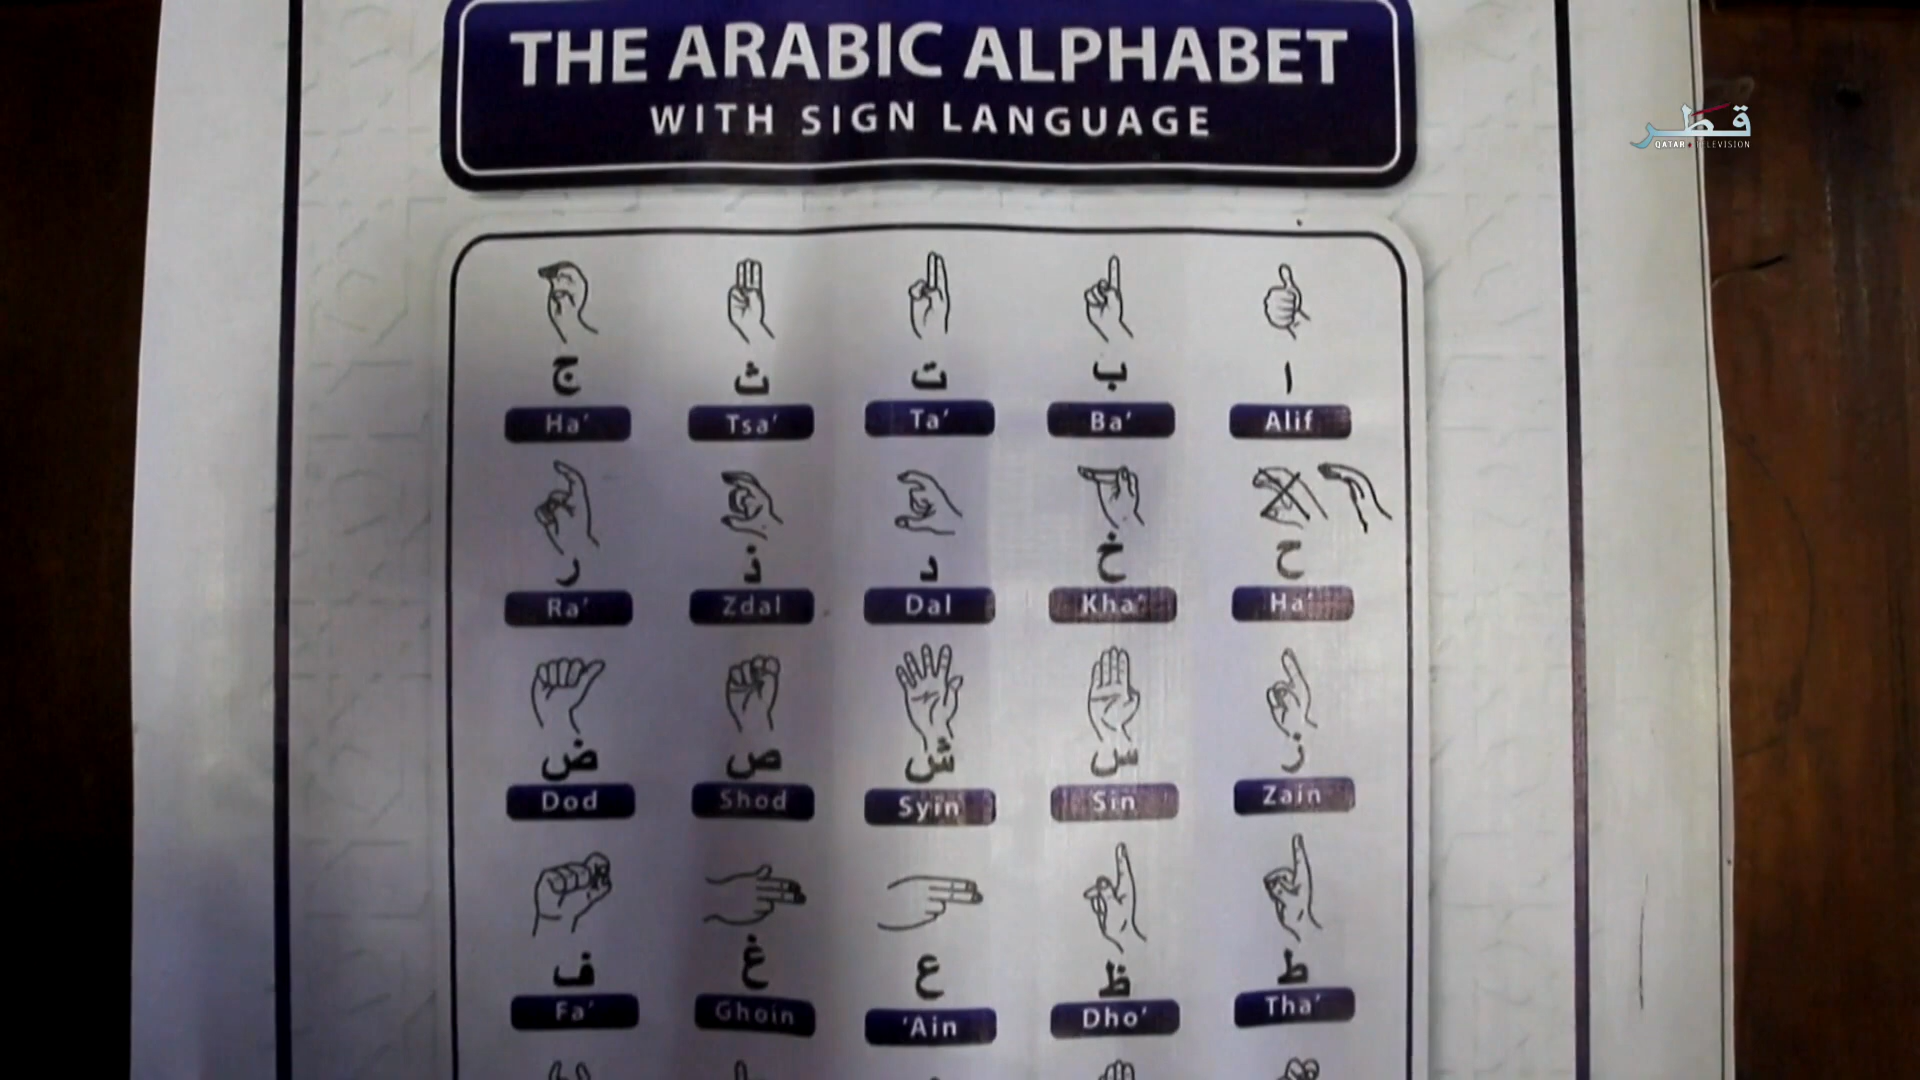 THE ARABIC ALPHABET
WITH SIGN LANGUAGE
قطر
QATAR TELEVISION
ا ب ت ث ج
Alif Ba’ Ta’ Tsa’ Ha’
ح خ د ذ ر
Ha’ Kha’ Dal Zdal Ra’
ز س ش ص ض
Zain Sin Syin Shod Dod
ط ظ ع غ ف
Tha’ Dho’ ‘Ain Ghoin Fa’